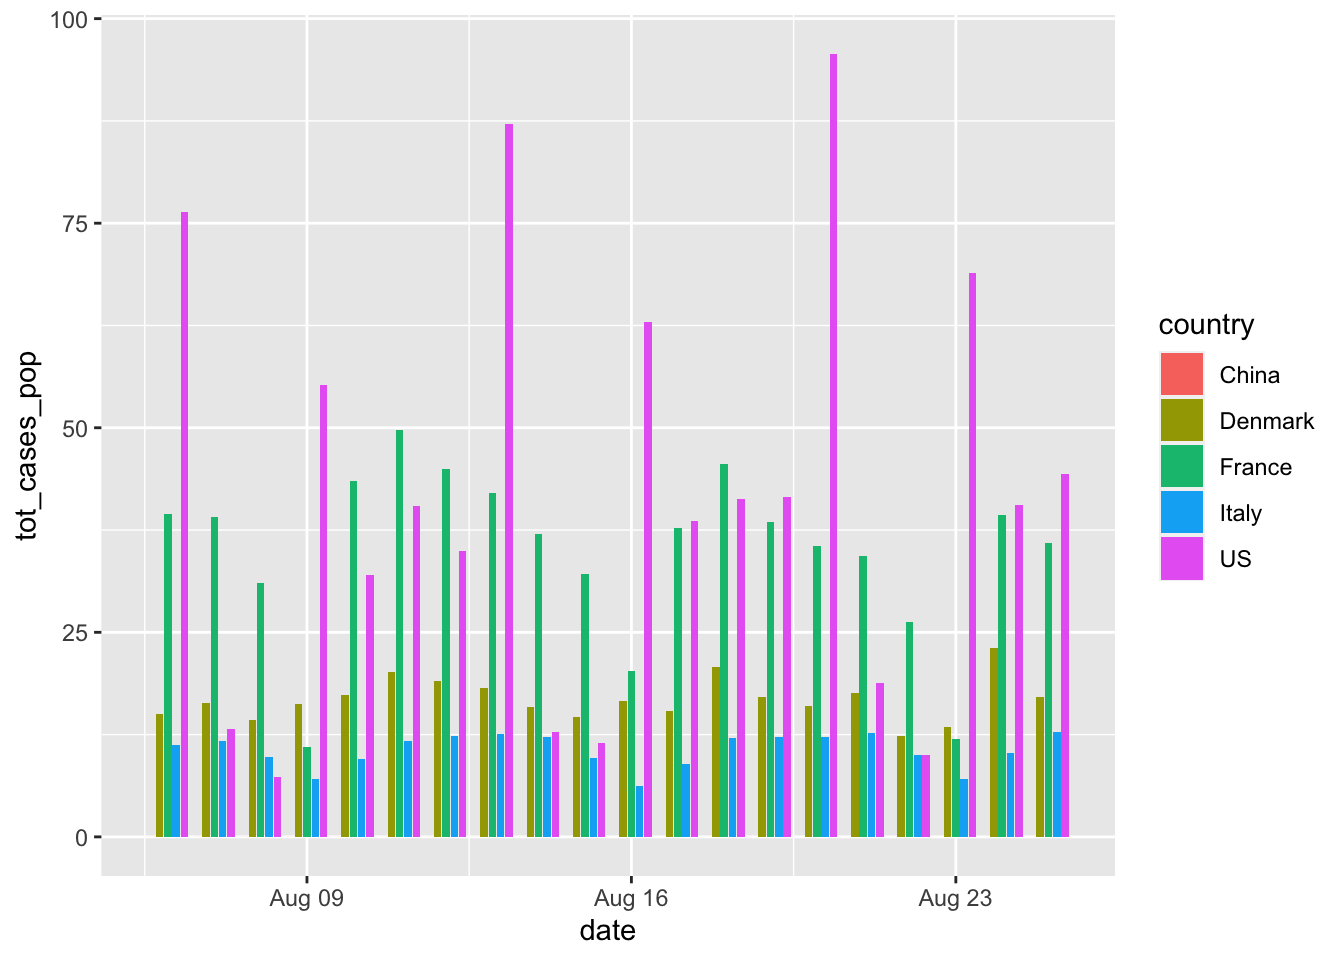 100
75
50
25
0
tot_cases_pop
Aug 09
Aug 16
Aug 23
date
country
China
Denmark
France
Italy
US